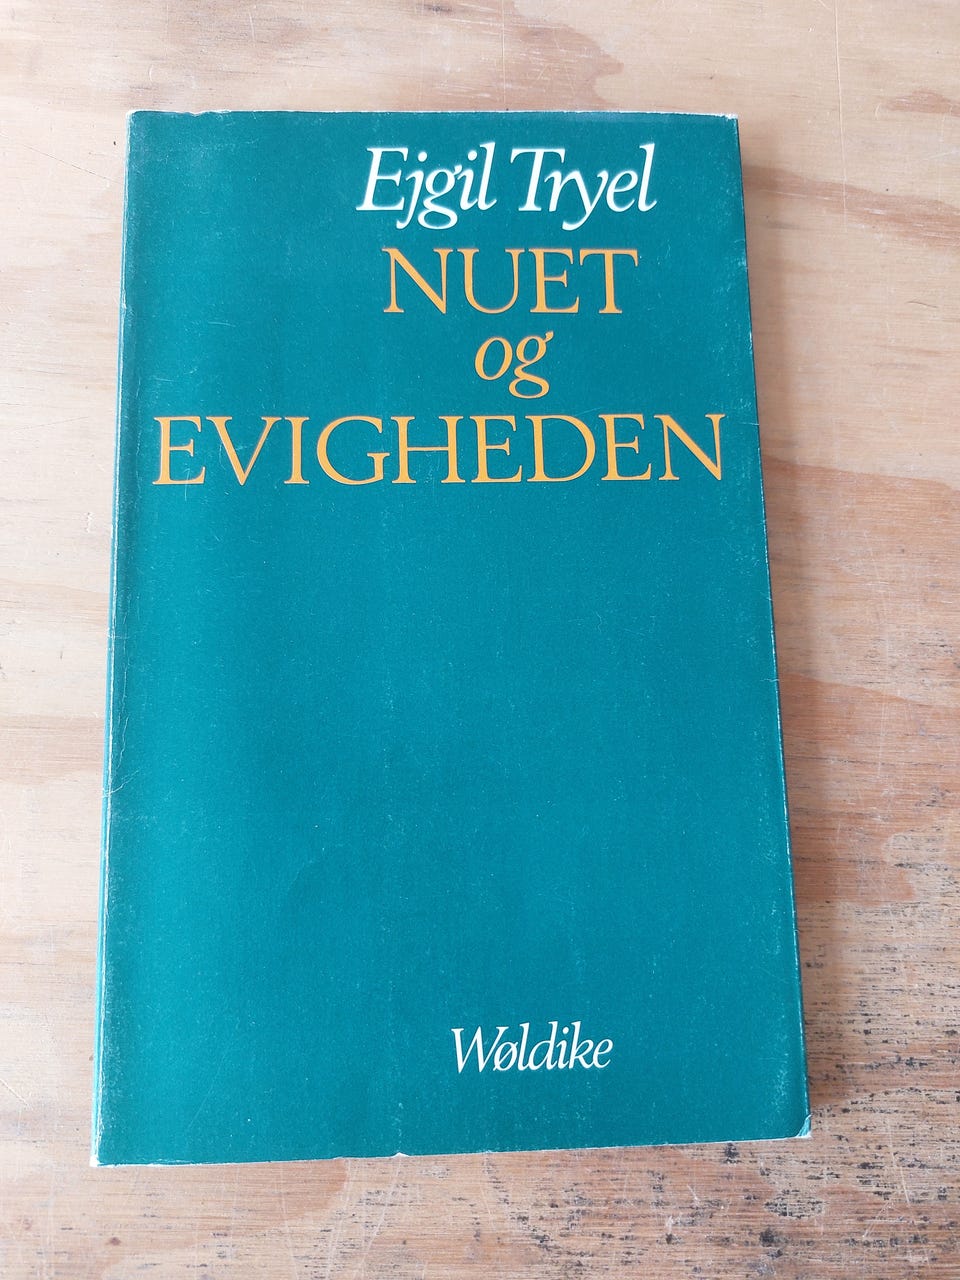 Ejgil Tryel
NUET
og
EVIGHEDEN
Wøldike